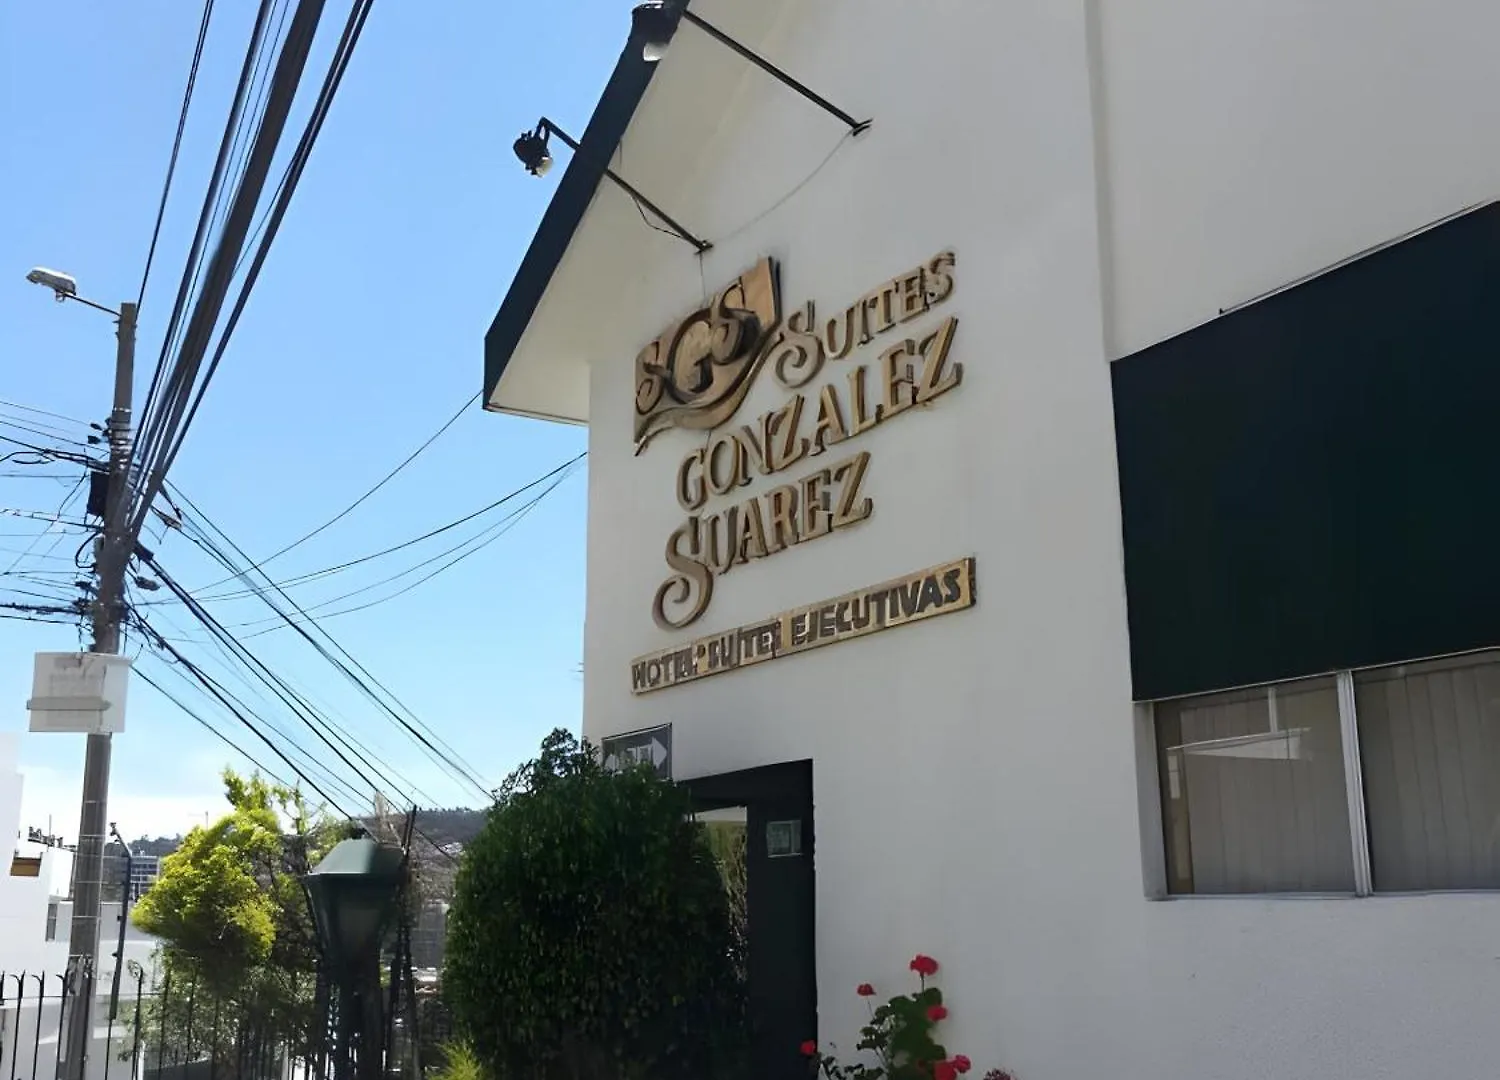 SGS SUITES
GONZALEZ
SUAREZ
HOTEL*SUITES EJECUTIVAS